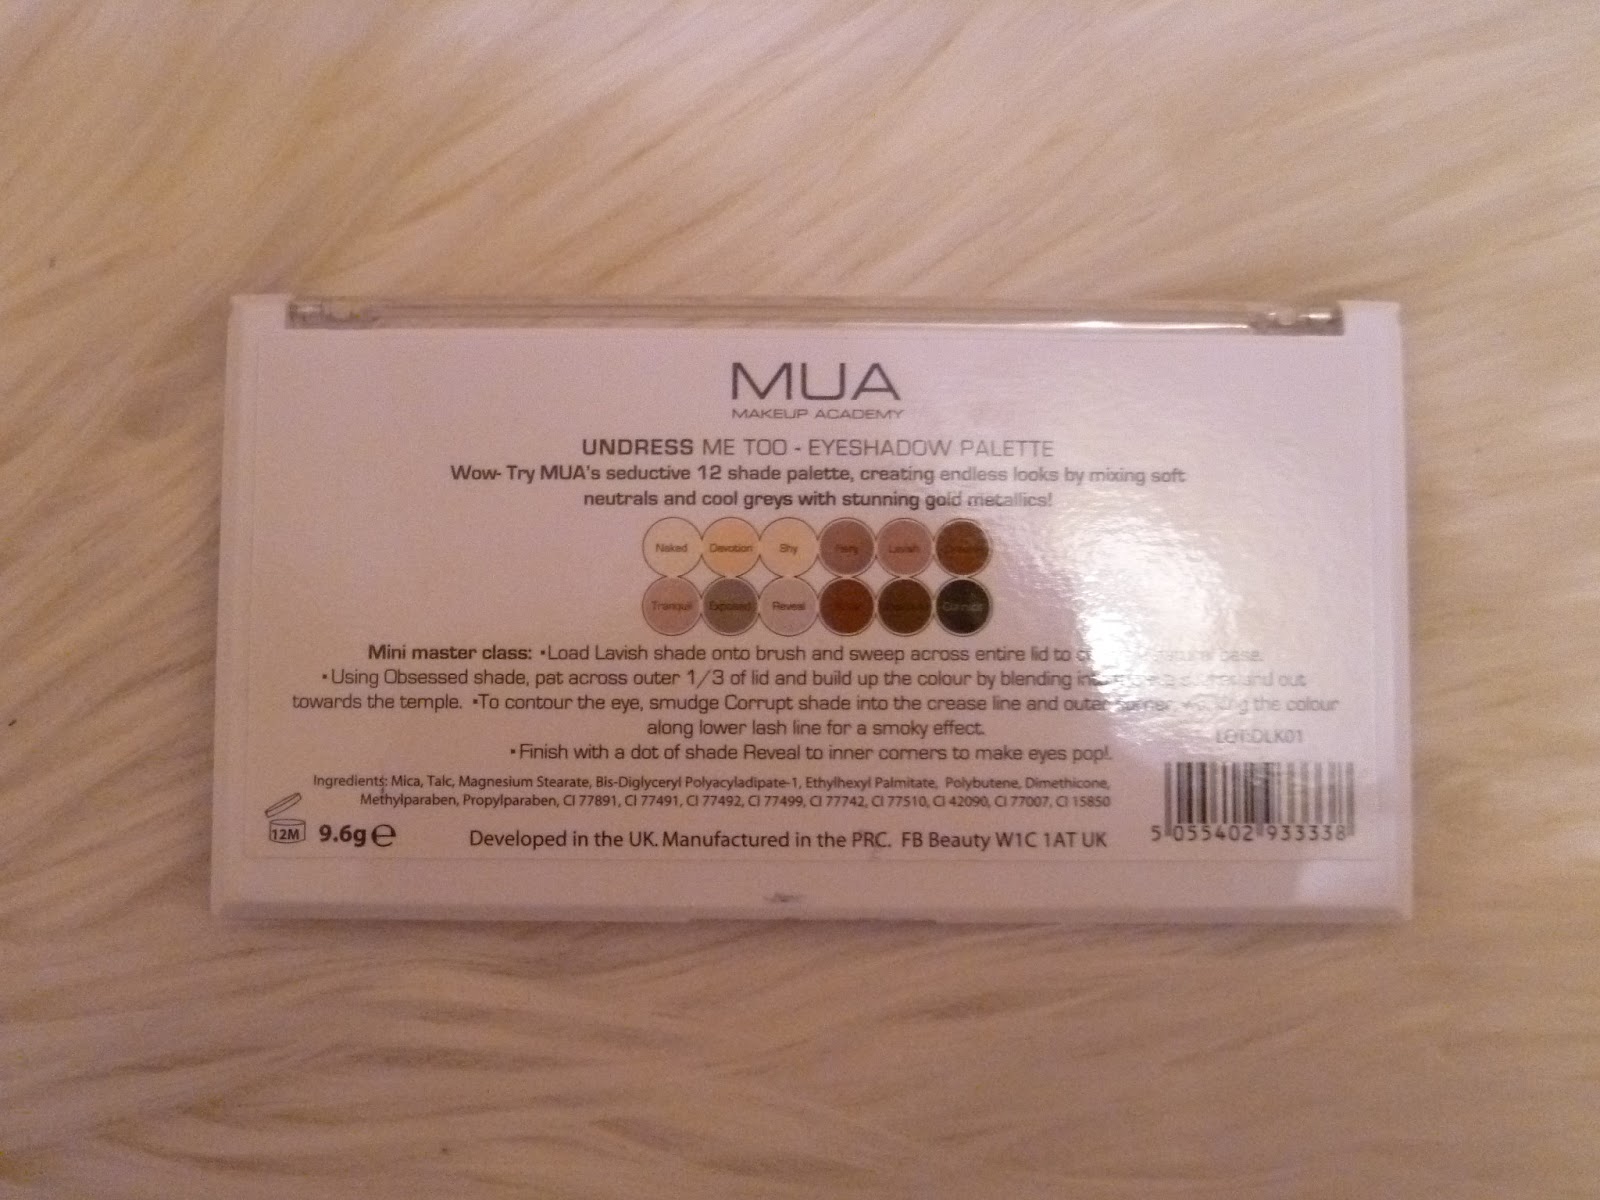 MUA
MAKEUP ACADEMY
UNDRESS ME TOO - EYESHADOW PALETTE
Wow- Try MUA's seductive 12 shade palette, creating endless looks by mixing soft
neutrals and cool greys with stunning gold metallics!
Naked Devotion Shy Fiery Lavish
Tranquil Exposed Reveal Corrupt
Mini master class: •Load Lavish shade onto brush and sweep across entire lid to natural base.
•Using Obsessed shade, pat across outer 1/3 of lid and build up the colour by blending and out
towards the temple. •To contour the eye, smudge Corrupt shade into the crease line and outer the colour
along lower lash line for a smoky effect.
•Finish with a dot of shade Reveal to inner corners to make eyes pop!.
LOT:DLK01
Ingredients: Mica, Talc, Magnesium Stearate, Bis-Diglyceryl Polyacyladipate-1, Ethylhexyl Palmitate, Polybutene, Dimethicone,
Methylparaben, Propylparaben, CI 77891, CI 77491, CI 77492, CI 77499, CI 77742, CI 77510, CI 42090, CI 77007, CI 15850
12M 9.6g e Developed in the UK. Manufactured in the PRC. FB Beauty W1C 1AT UK
5 055402 933338